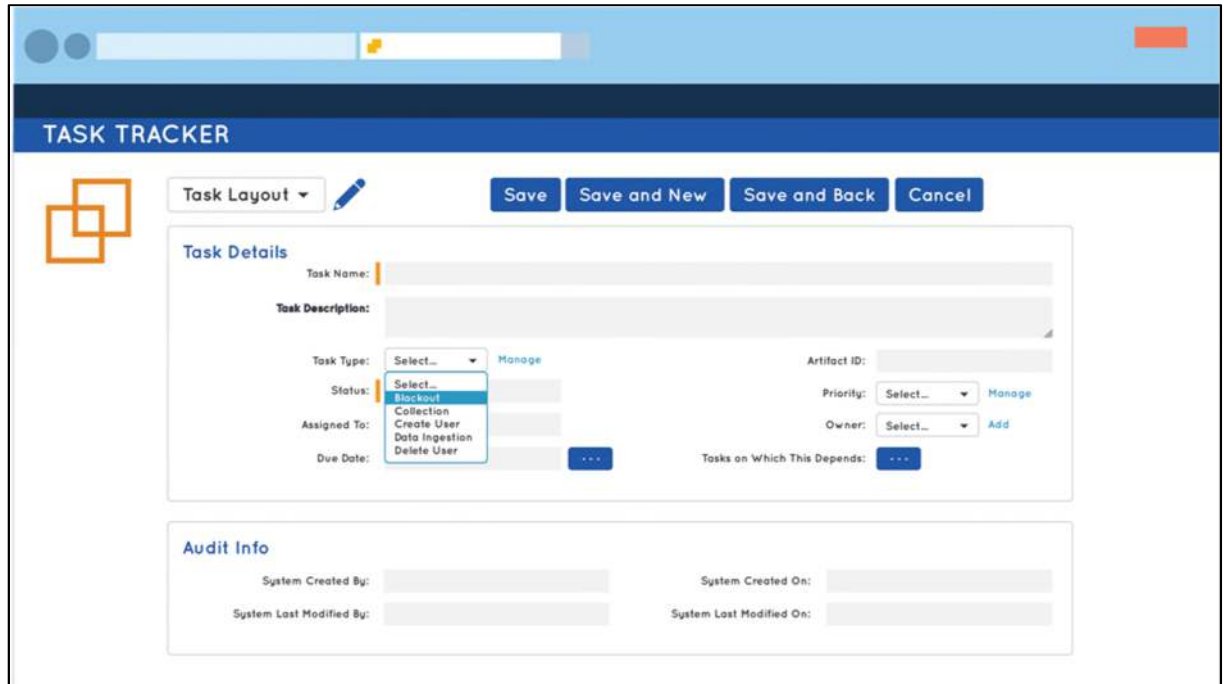 TASK TRACKER
Task Layout Save Save and New Save and Back Cancel
Task Details
Task Name:
Task Description:
Task Type: Select... Manage Artifact ID:
Select...
Status: Priority: Select... Manage
Blackout
Collection
Assigned To: Create User Owner: Select... Add
Data Ingestion
Delete User
Due Date: ... Tasks on Which This Depends: ...
Audit Info
System Created By: System Created On:
System Last Modified By: System Last Modified On: